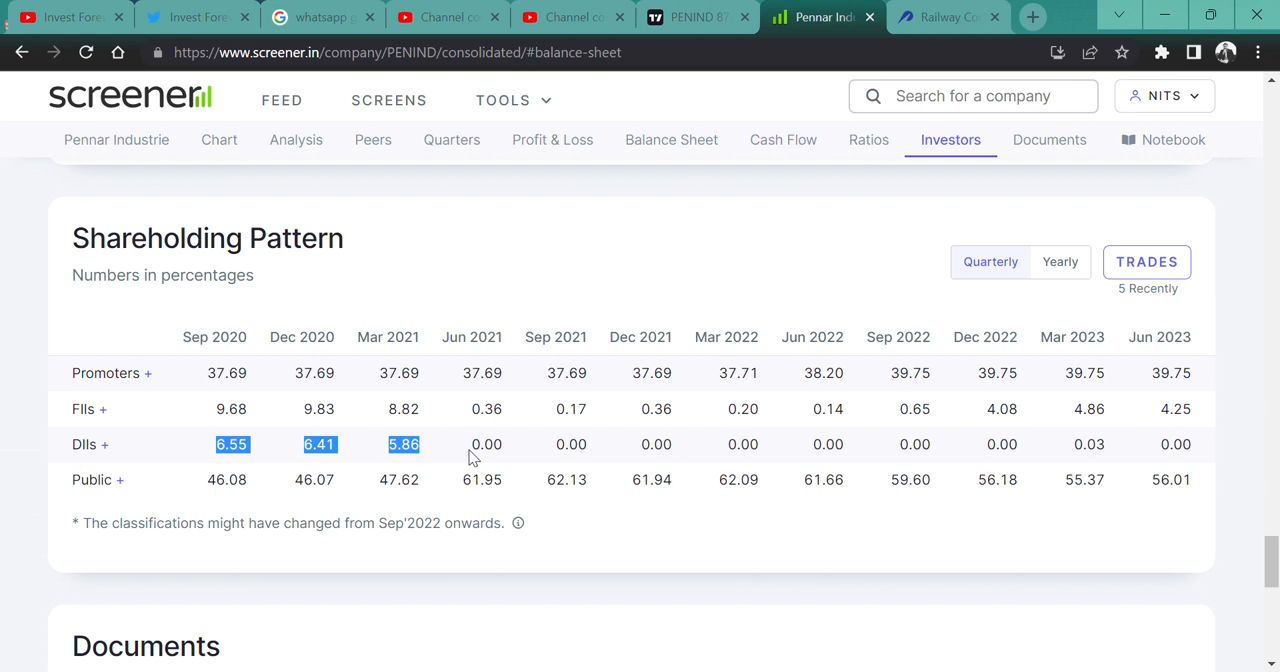 Invest Fores
Invest Fores
whatsapp g
Channel co
Channel co
PENIND 87
Pennar Indu
Railway Co
https://www.screener.in/company/PENIND/consolidated/#balance-sheet
screener
FEED
SCREENS
TOOLS
Search for a company
NITS
Pennar Industrie
Chart
Analysis
Peers
Quarters
Profit & Loss
Balance Sheet
Cash Flow
Ratios
Investors
Documents
Notebook
Shareholding Pattern
Numbers in percentages
Quarterly
Yearly
TRADES
5 Recently
Sep 2020 Dec 2020 Mar 2021 Jun 2021 Sep 2021 Dec 2021 Mar 2022 Jun 2022 Sep 2022 Dec 2022 Mar 2023 Jun 2023
Promoters + 37.69 37.69 37.69 37.69 37.69 37.69 37.71 38.20 39.75 39.75 39.75 39.75
FIIs + 9.68 9.83 8.82 0.36 0.17 0.36 0.20 0.14 0.65 4.08 4.86 4.25
DIIs + 6.55 6.41 5.86 0.00 0.00 0.00 0.00 0.00 0.00 0.00 0.03 0.00
Public + 46.08 46.07 47.62 61.95 62.13 61.94 62.09 61.66 59.60 56.18 55.37 56.01
* The classifications might have changed from Sep'2022 onwards.
Documents